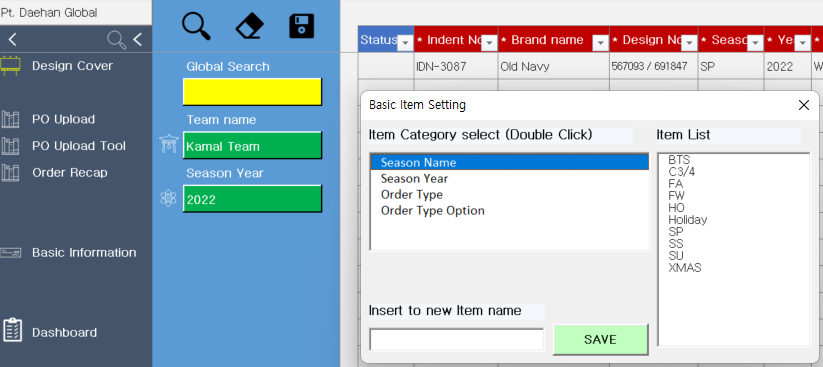 Pt. Daehan Global
Design Cover
PO Upload
PO Upload Tool
Order Recap
Basic Information
Dashboard
Global Search
Team name
Kamal Team
Season Year
2022
Status
* Indent No
* Brand name
* Design No
* Seaso
* Yea
*
IDN-3087
Old Navy
567093 / 691847
SP
2022
W
Basic Item Setting
Item Category select (Double Click)
Season Name
Season Year
Order Type
Order Type Option
Insert to new Item name
SAVE
Item List
BTS
C3/4
FA
FW
HO
Holiday
SP
SS
SU
XMAS